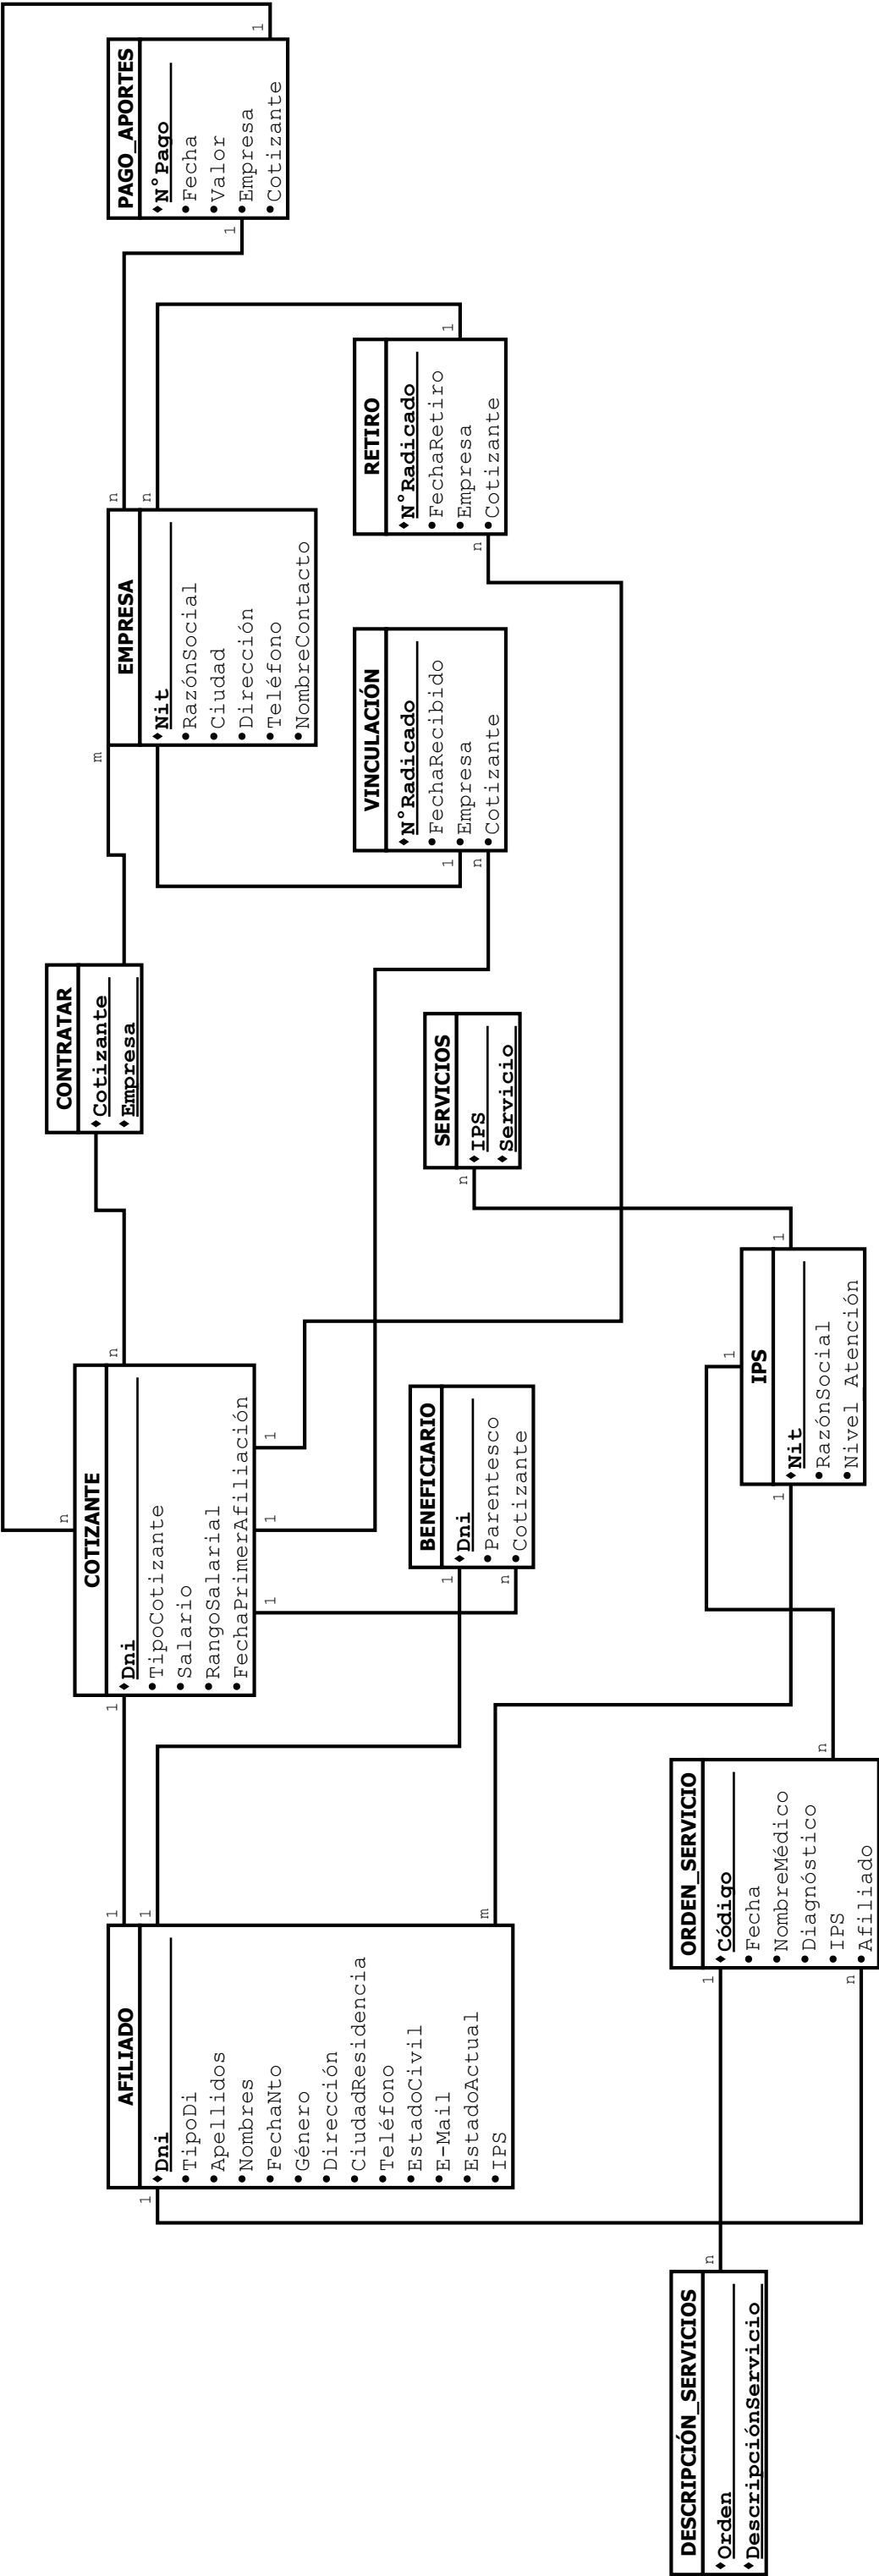 DESCRIPCIÓN_SERVICIOS
Orden
DescripciónServicio
n
AFILIADO
Dni
TipoDi
Apellidos
Nombres
FechaNto
Género
Dirección
CiudadResidencia
Teléfono
EstadoCivil
E-Mail
EstadoActual
IPS
1
1
1
m
ORDEN_SERVICIO
Código
Fecha
NombreMédico
Diagnóstico
IPS
Afiliado
1
n
n
COTIZANTE
Dni
TipoCotizante
Salario
RangoSalarial
FechaPrimerAfiliación
1
n
n
1
1
1
BENEFICIARIO
Dni
Parentesco
Cotizante
1
n
IPS
Nit
RazónSocial
Nivel Atención
1
1
1
CONTRATAR
Cotizante
Empresa
SERVICIOS
IPS
Servicio
n
EMPRESA
Nit
RazónSocial
Ciudad
Dirección
Teléfono
NombreContacto
m
n
n
VINCULACIÓN
N°Radicado
FechaRecibido
Empresa
Cotizante
1
n
RETIRO
N°Radicado
FechaRetiro
Empresa
Cotizante
1
n
PAGO_APORTES
N°Pago
Fecha
Valor
Empresa
Cotizante
1
1